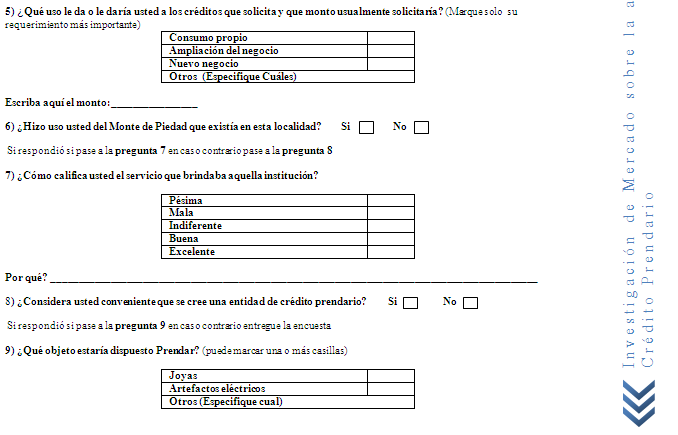 5) ¿Qué uso le da o le daría usted a los créditos que solicita y que monto usualmente solicitaría? (Marque solo su
requerimiento más importante)
Consumo propio
Ampliación del negocio
Nuevo negocio
Otros (Especifique Cuáles)
Escriba aquí el monto:________________
6) ¿Hizo uso usted del Monte de Piedad que existía en esta localidad? Si No
Si respondió si pase a la pregunta 7 en caso contrario pase a la pregunta 8
7) ¿Cómo califica usted el servicio que brindaba aquella institución?
Pésima
Mala
Indiferente
Buena
Excelente
Por qué? ________________________________________________________________________________
8) ¿Considera usted conveniente que se cree una entidad de crédito prendario? Si No
Si respondió si pase a la pregunta 9 en caso contrario entregue la encuesta
9) ¿Qué objeto estaría dispuesto Prendar? (puede marcar una o más casillas)
Joyas
Artefactos eléctricos
Otros (Especifique cual)
Investigación de Mercado sobre la a
Crédito Prendario